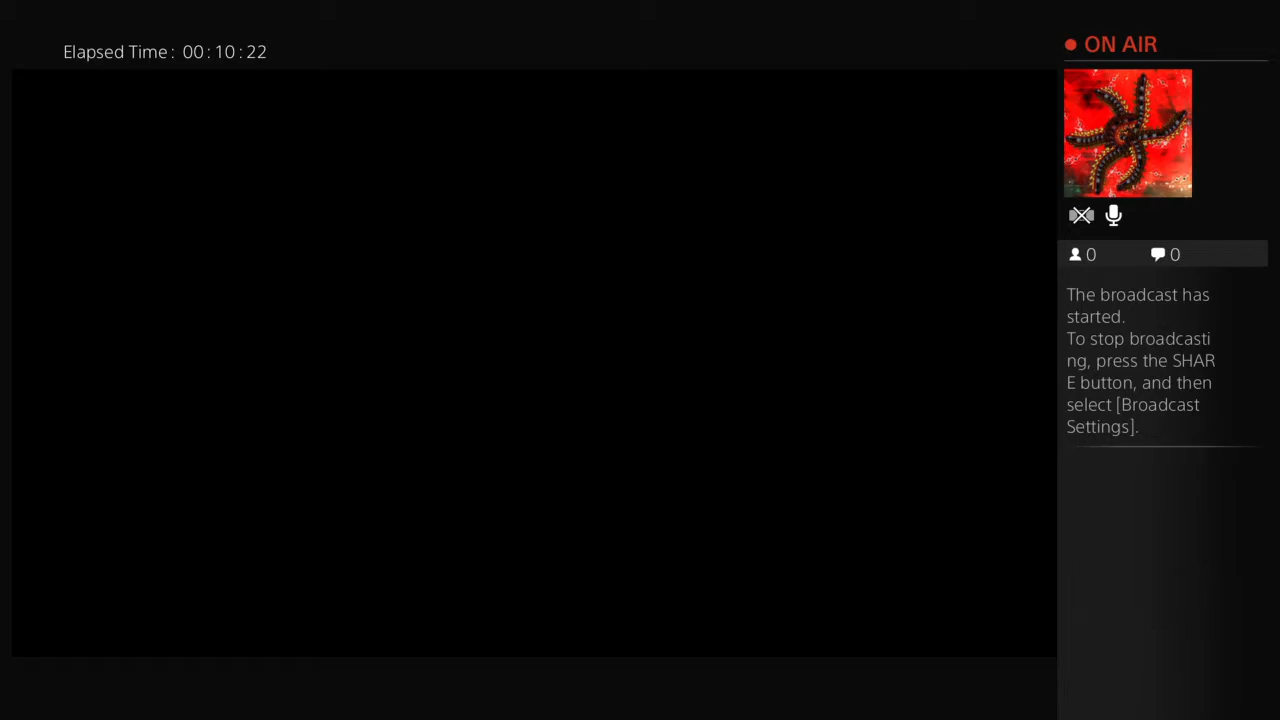 Elapsed Time: 00:10:22
ON AIR
0 0
The broadcast has
started.
To stop broadcasti
ng, press the SHAR
E button, and then
select [Broadcast
Settings].